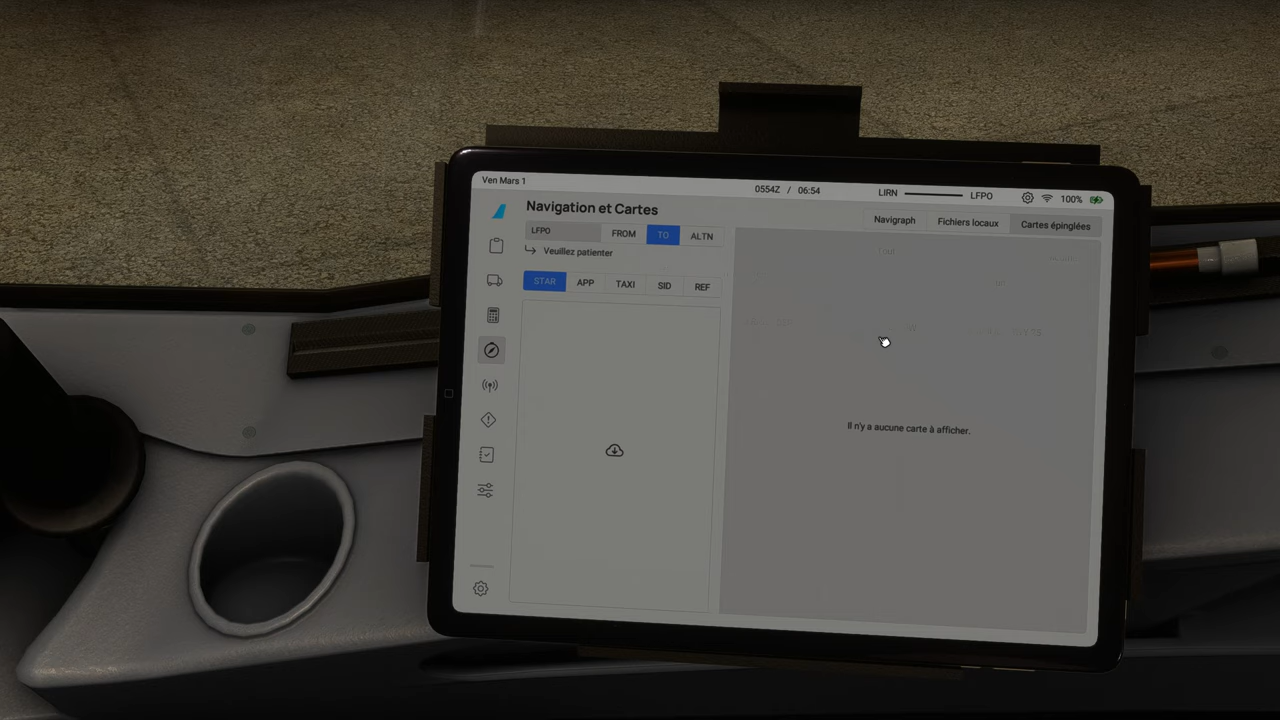 Ven Mars 1
0554Z / 06:54
LIRN
LFPO
100%
Navigation et Cartes
Navigraph
Fichiers locaux
Cartes épinglées
LFPO
FROM
TO
ALTN
Veuillez patienter
STAR
APP
TAXI
SID
REF
Il n'y a aucune carte à afficher.